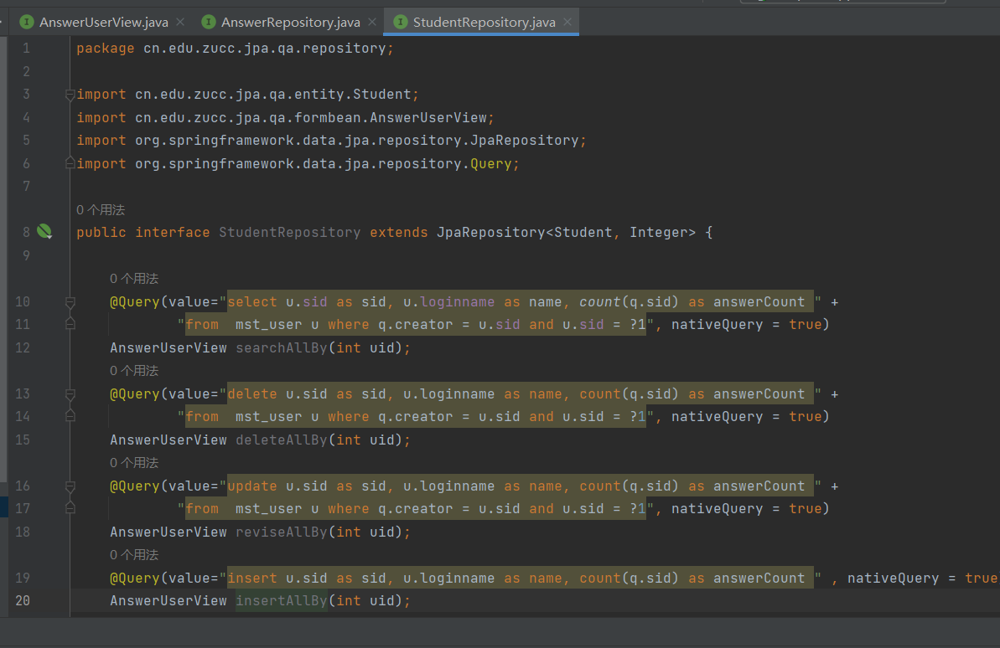 AnswerUserView.java AnswerRepository.java StudentRepository.java
1 package cn.edu.zucc.jpa.qa.repository;
2
3 import cn.edu.zucc.jpa.qa.entity.Student;
4 import cn.edu.zucc.jpa.qa.formbean.AnswerUserView;
5 import org.springframework.data.jpa.repository.JpaRepository;
6 import org.springframework.data.jpa.repository.Query;
7
0 个用法
8 public interface StudentRepository extends JpaRepository<Student, Integer> {
9
0 个用法
10 @Query(value="select u.sid as sid, u.loginname as name, count(q.sid) as answerCount " +
11 "from  mst_user u where q.creator = u.sid and u.sid = ?1", nativeQuery = true)
12 AnswerUserView searchAllBy(int uid);
0 个用法
13 @Query(value="delete u.sid as sid, u.loginname as name, count(q.sid) as answerCount " +
14 "from  mst_user u where q.creator = u.sid and u.sid = ?1", nativeQuery = true)
15 AnswerUserView deleteAllBy(int uid);
0 个用法
16 @Query(value="update u.sid as sid, u.loginname as name, count(q.sid) as answerCount " +
17 "from  mst_user u where q.creator = u.sid and u.sid = ?1", nativeQuery = true)
18 AnswerUserView reviseAllBy(int uid);
0 个用法
19 @Query(value="insert u.sid as sid, u.loginname as name, count(q.sid) as answerCount " , nativeQuery = true
20 AnswerUserView insertAllBy(int uid);